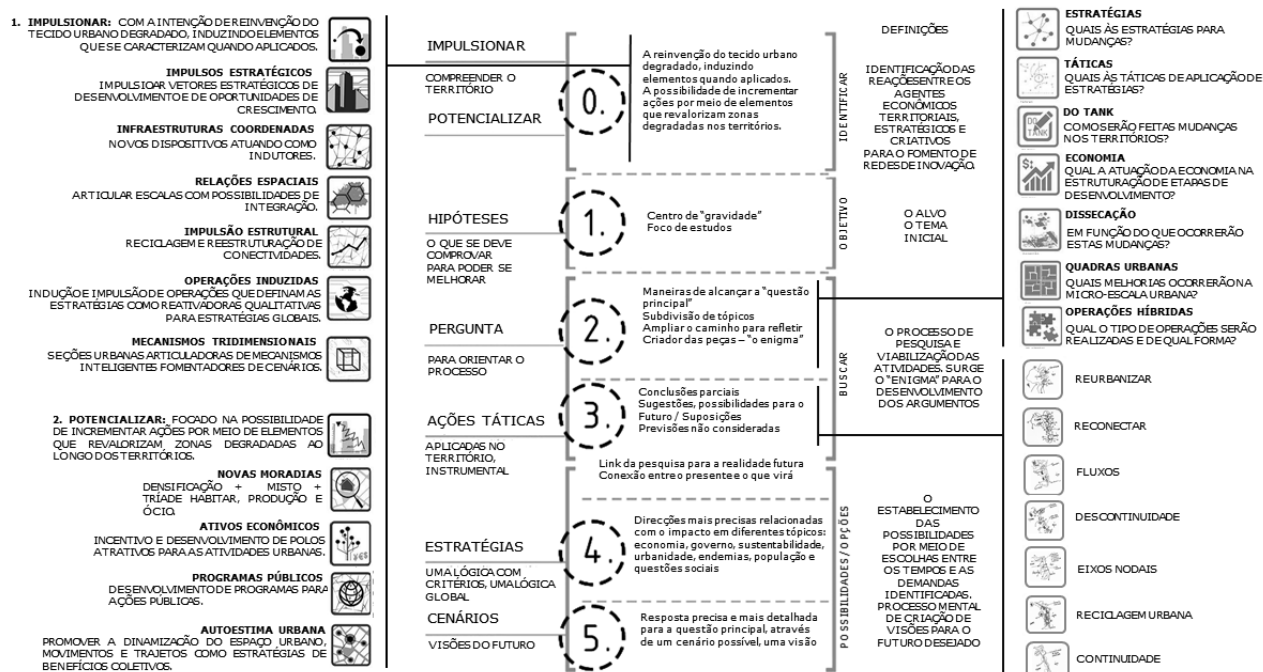 1. IMPULSIONAR: COM A INTENÇÃO DE REINVENÇÃO DO
TECIDO URBANO DEGRADADO, INDUZINDO ELEMENTOS
QUE SE CARACTERIZAM QUANDO APLICADOS.
IMPULSOS ESTRATÉGICOS
IMPULSIOAR VETORES ESTRATÉGICOS DE
DESENVOLVIMENTO E DE OPORTUNIDADES DE
CRESCIMENTO.
INFRAESTRUTURAS COORDENADAS
NOVOS DISPOSITIVOS ATUANDO COMO
INDUTORES.
RELAÇÕES ESPACIAIS
ARTICULAR ESCALAS COM POSSIBILIDADES DE
INTEGRAÇÃO.
IMPULSÃO ESTRUTURAL
RECICLAGEM E REESTRUTURAÇÃO DE
CONECTIVIDADES.
OPERAÇÕES INDUZIDAS
INDUÇÃO E IMPULSÃO DE OPERAÇÕES QUE DEFINAM AS
ESTRATÉGIAS COMO REATIVADORAS QUALITATIVAS
PARA ESTRATÉGIAS GLOBAIS.
MECANISMOS TRIDIMENSIONAIS
SEÇÕES URBANAS ARTICULADORAS DE MECANISMOS
INTELIGENTES FOMENTADORES DE CENÁRIOS.
2. POTENCIALIZAR: FOCADO NA POSSIBILIDADE
DE INCREMENTAR AÇÕES POR MEIO DE ELEMENTOS
QUE REVALORIZAM ZONAS DEGRADADAS AO
LONGO DOS TERRITÓRIOS.
NOVAS MORADIAS
DENSIFICAÇÃO + MISTO +
TRÍADE HABITAR, PRODUÇÃO E
ÓCIO.
ATIVOS ECONÔMICOS
INCENTIVO E DESENVOLVIMENTO DE POLOS
ATRATIVOS PARA AS ATIVIDADES URBANAS.
PROGRAMAS PÚBLICOS
DESENVOLVIMENTO DE PROGRAMAS PARA
AÇÕES PÚBLICAS.
AUTOESTIMA URBANA
PROMOVER A DINAMIZAÇÃO DO ESPAÇO URBANO,
MOVIMENTOS E TRAJETOS COMO ESTRATÉGIAS DE
BENEFÍCIOS COLETIVOS.
IMPULSIONAR
COMPREENDER O
TERRITÓRIO
POTENCIALIZAR
HIPÓTESES
O QUE SE DEVE
COMPROVAR
PARA PODER SE
MELHORAR
PERGUNTA
PARA ORIENTAR O
PROCESSO
AÇÕES TÁTICAS
APLICADAS NO
TERRITÓRIO,
INSTRUMENTAL
ESTRATÉGIAS
UMA LÓGICA COM
CRITÉRIOS, UMA LÓGICA
GLOBAL
CENÁRIOS
VISÕES DO FUTURO
0.
A reinvenção do tecido urbano
degradado, induzindo
elementos quando aplicados.
A possibilidade de incrementar
ações por meio de elementos
que revalorizam zonas
degradadas nos territórios.
1.
Centro de "gravidade"
Foco de estudos
2.
Maneiras de alcançar a "questão
principal"
Subdivisão de tópicos
Ampliar o caminho para refletir
Criador das peças – "o enigma"
3.
Conclusões parciais
Sugestões, possibilidades para o
Futuro / Suposições
Previsões não consideradas
Link da pesquisa para a realidade futura
Conexão entre o presente e o que virá
4.
Direcções mais precisas relacionadas
com o impacto em diferentes tópicos:
economia, governo, sustentabilidade,
urbanidade, endemias, população e
questões sociais
5.
Resposta precisa e mais detalhada
para a questão principal, através
de um cenário possível, uma visão
IDENTIFICAR
OBJETIVO
BUSCAR
POSSIBILIDADES / OPÇÕES
DEFINIÇÕES
IDENTIFICAÇÃO DAS
REAÇÕES ENTRE OS
AGENTES
ECONÔMICOS
TERRITORIAIS,
ESTRATÉGICOS E
CRIATIVOS
PARA O FOMENTO DE
REDES DE INOVAÇÃO.
O ALVO
O TEMA
INICIAL
O PROCESSO DE
PESQUISA E
VIABILIZAÇÃO DAS
ATIVIDADES. SURGE
O "ENIGMA" PARA O
DESENVOLVIMENTO
DOS ARGUMENTOS
O
ESTABELECIMENTO
DAS
POSSIBILIDADES
POR MEIO DE
ESCOLHAS ENTRE
OS TEMPOS E AS
DEMANDAS
IDENTIFICADAS.
PROCESSO MENTAL
DE CRIAÇÃO DE
VISÕES PARA O
FUTURO DESEJADO
ESTRATÉGIAS
QUAIS ÀS ESTRATÉGIAS PARA
MUDANÇAS?
TÁTICAS
QUAIS ÀS TÁTICAS DE APLICAÇÃO DE
ESTRATÉGIAS?
DO TANK
DO TANK
COMO SERÃO FEITAS MUDANÇAS
NOS TERRITÓRIOS?
ECONOMIA
QUAL A ATUAÇÃO DA ECONOMIA NA
ESTRUTURAÇÃO DE ETAPAS DE
DESENVOLVIMENTO?
DISSECAÇÃO
EM FUNÇÃO DO QUE OCORRERÃO
ESTAS MUDANÇAS?
QUADRAS URBANAS
QUAIS MELHORIAS OCORRERÃO NA
MICRO-ESCALA URBANA?
OPERAÇÕES HÍBRIDAS
QUAL O TIPO DE OPERAÇÕES SERÃO
REALIZADAS E DE QUAL FORMA?
REURBANIZAR
RECONECTAR
FLUXOS
DESCONTINUIDADE
EIXOS NODAIS
RECICLAGEM URBANA
CONTINUIDADE